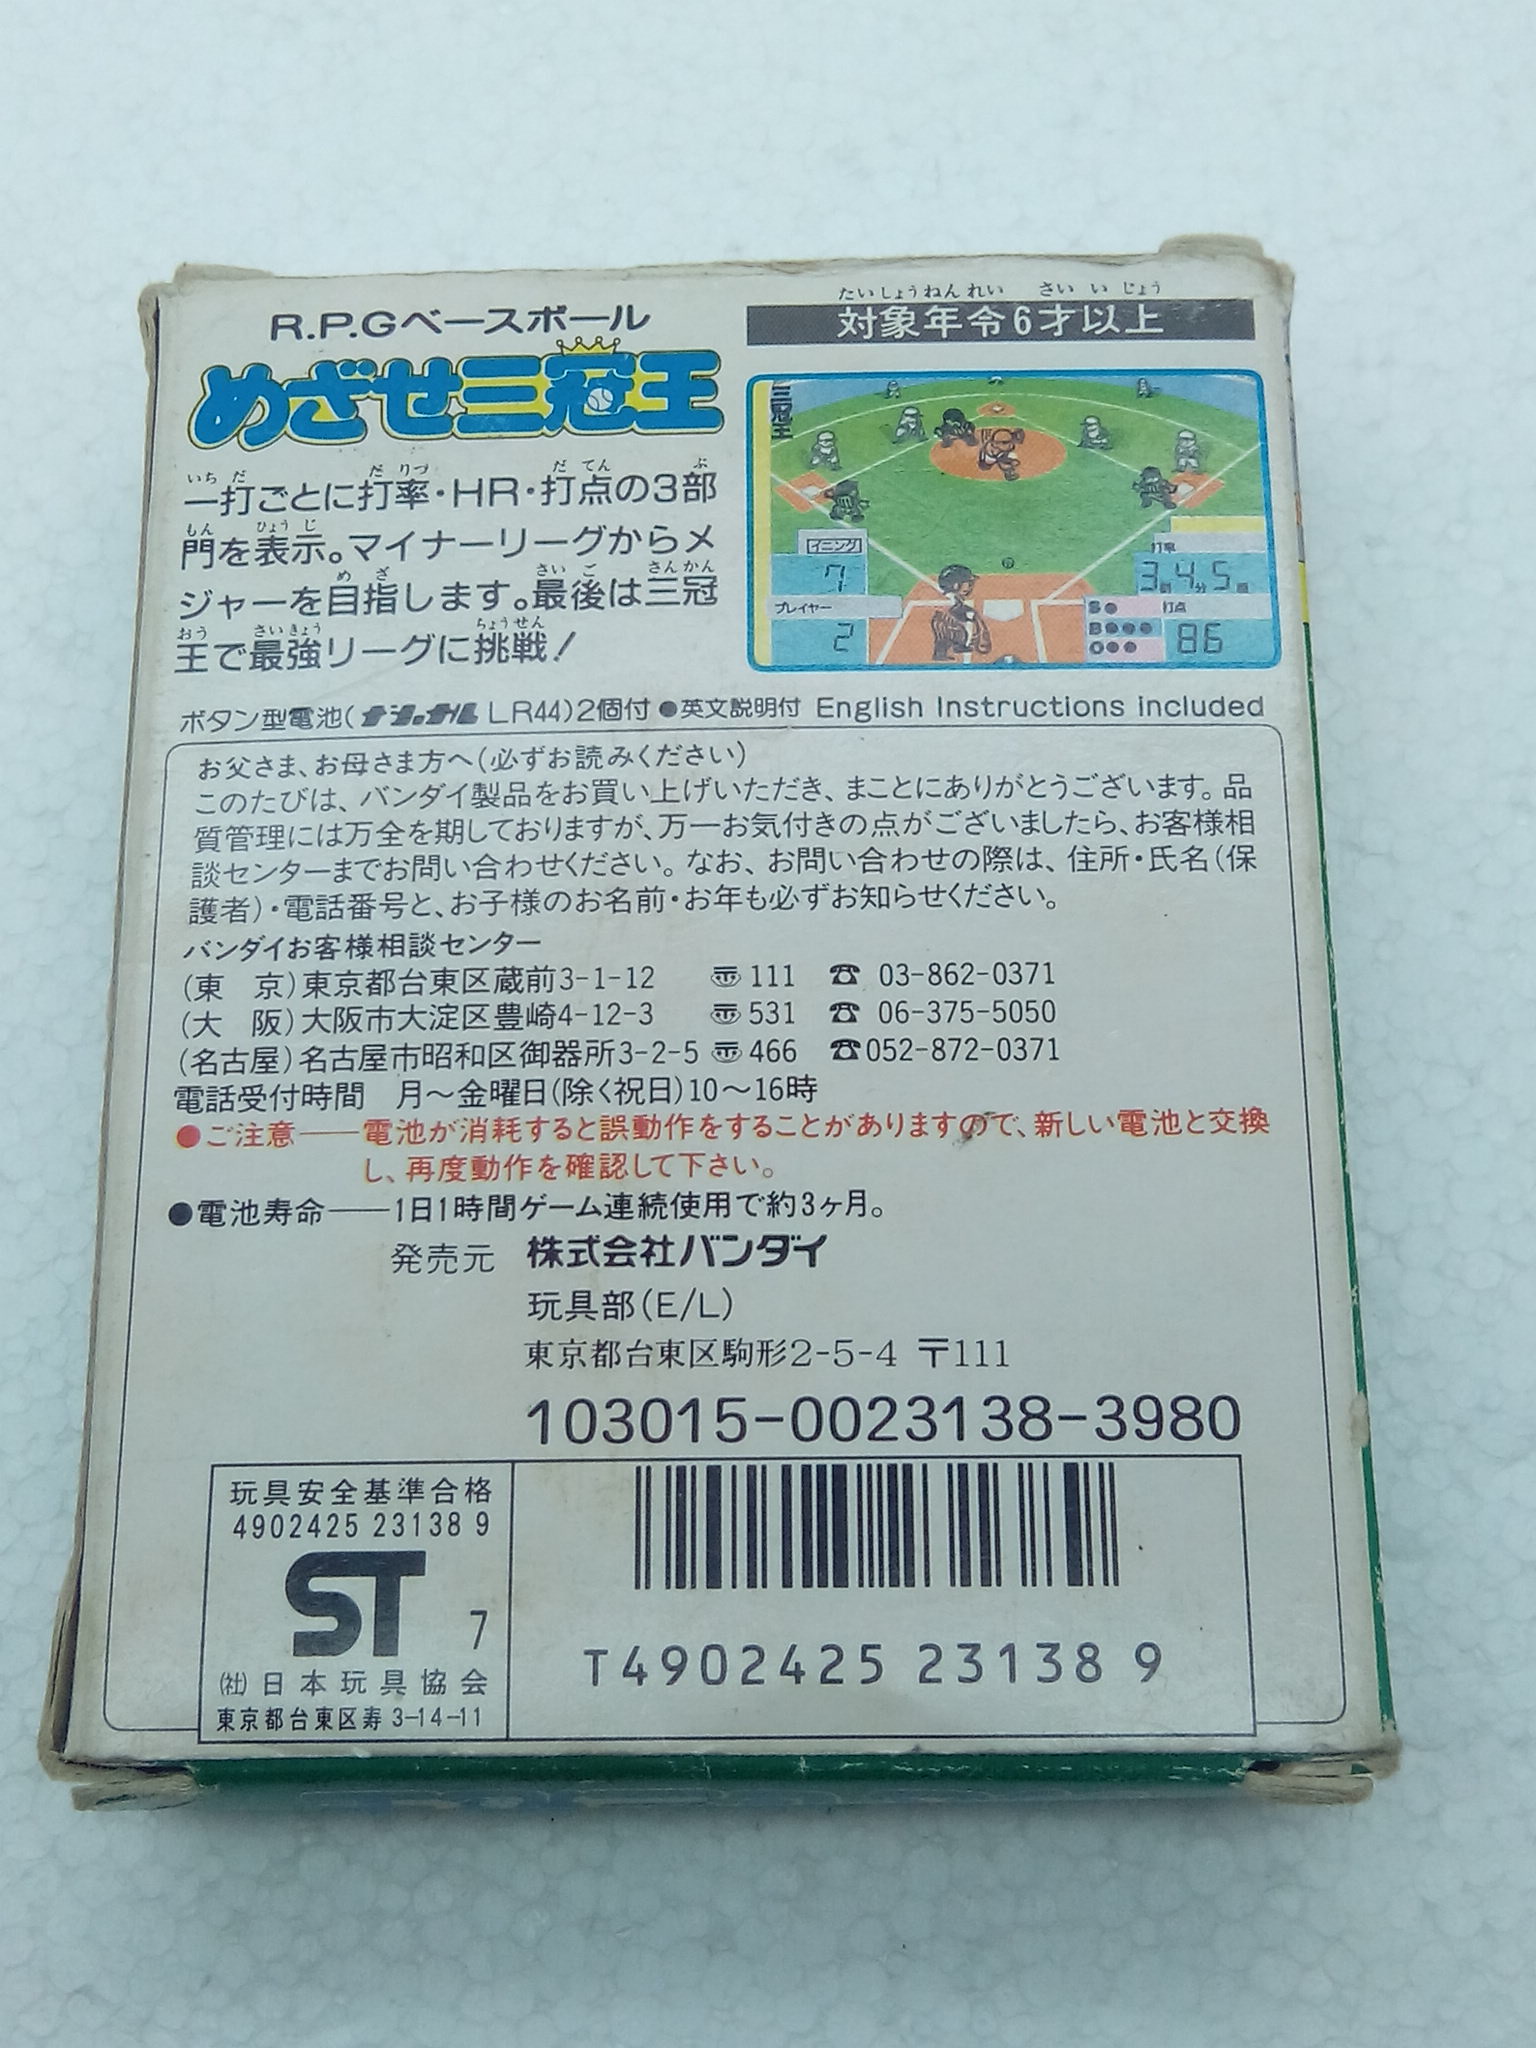 R.P.Gベースボール
めざせ三冠王
一打ごとに打率・HR・打点の3部
門を表示。マイナーリーグからメ
ジャーを目指します。最後は三冠
王で最強リーグに挑戦!
たいしょうねんれい さいいじょう
対象年令6才以上
三冠王
イニング
7
プレイヤー
2
打率
3割4分5厘
S
B
O
打点
86
ボタン型電池(ナショナル LR44)2個付 ●英文説明付 English Instructions included
お父さま、お母さま方へ(必ずお読みください)
このたびは、バンダイ製品をお買い上げいただき、まことにありがとうございます。品
質管理には万全を期しておりますが、万一お気付きの点がございましたら、お客様相
談センターまでお問い合わせください。なお、お問い合わせの際は、住所・氏名(保
護者)・電話番号と、お子様のお名前・お年も必ずお知らせください。
バンダイお客様相談センター
(東 京)東京都台東区蔵前3-1-12 〠111 ☎ 03-862-0371
(大 阪)大阪市大淀区豊崎4-12-3 〠531 ☎ 06-375-5050
(名古屋)名古屋市昭和区御器所3-2-5 〠466 ☎052-872-0371
電話受付時間 月～金曜日(除く祝日)10～16時
●ご注意――電池が消耗すると誤動作をすることがありますので、新しい電池と交換
し、再度動作を確認して下さい。
●電池寿命――1日1時間ゲーム連続使用で約3ヶ月。
発売元 株式会社バンダイ
玩具部(E/L)
東京都台東区駒形2-5-4 〒111
103015-0023138-3980
玩具安全基準合格
4902425 23138 9
ST 7
(社)日本玩具協会
東京都台東区寿 3-14-11
T4902425 23138 9